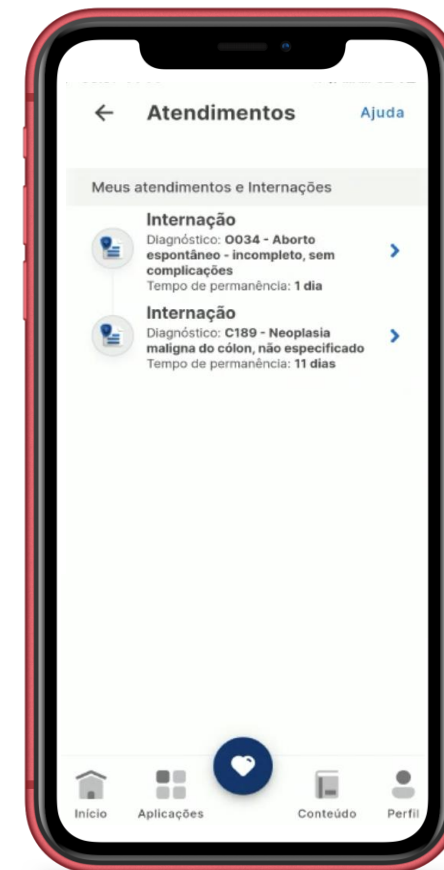 Atendimentos
Ajuda
Meus atendimentos e Internações
Internação
Diagnóstico: O034 - Aborto
espontâneo - incompleto, sem
complicações
Tempo de permanência: 1 dia
Internação
Diagnóstico: C189 - Neoplasia
maligna do cólon, não especificado
Tempo de permanência: 11 dias
Início
Aplicações
Conteúdo
Perfil